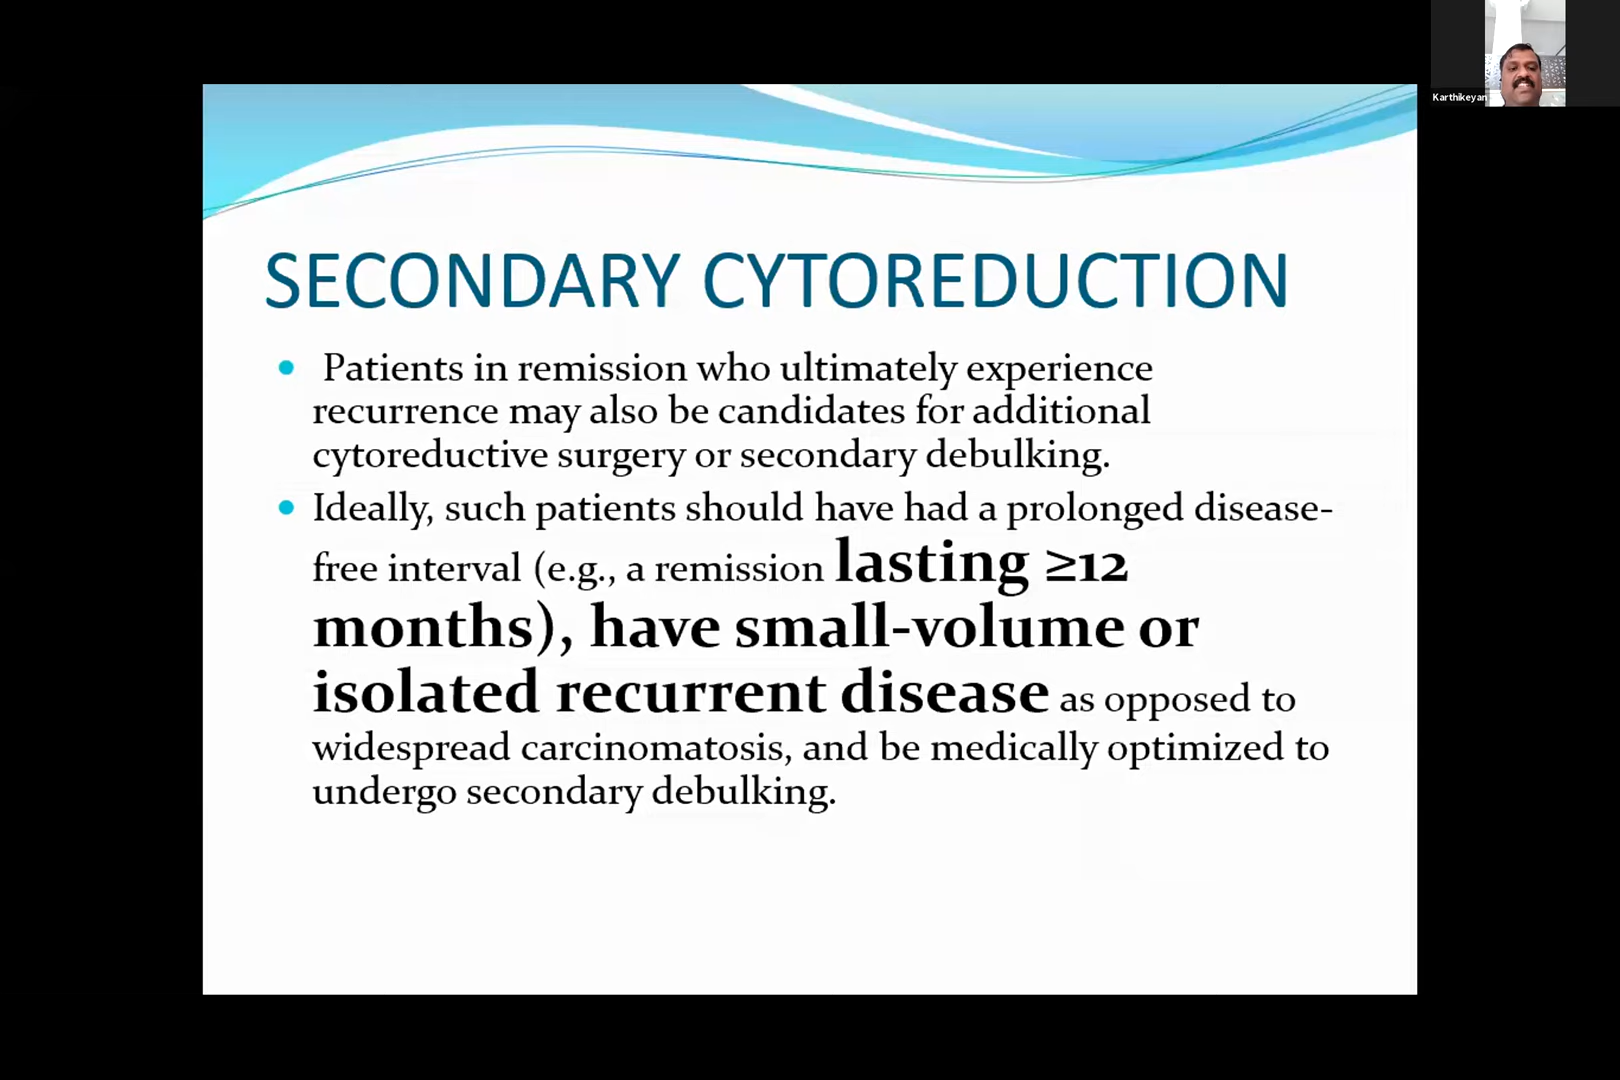 Karthikeyan
SECONDARY CYTOREDUCTION
Patients in remission who ultimately experience
recurrence may also be candidates for additional
cytoreductive surgery or secondary debulking.
Ideally, such patients should have had a prolonged disease-
free interval (e.g., a remission lasting ≥12
months), have small-volume or
isolated recurrent disease as opposed to
widespread carcinomatosis, and be medically optimized to
undergo secondary debulking.